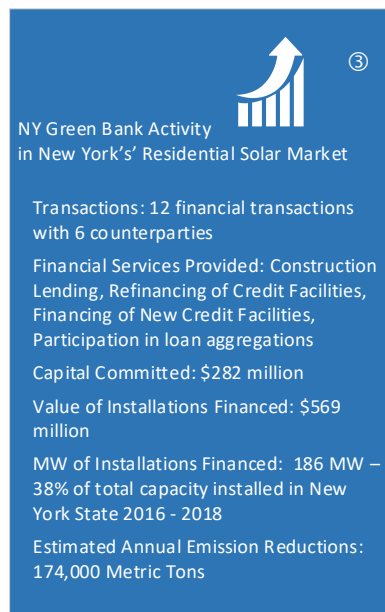 ③
NY Green Bank Activity
in New York's' Residential Solar Market
Transactions: 12 financial transactions
with 6 counterparties
Financial Services Provided: Construction
Lending, Refinancing of Credit Facilities,
Financing of New Credit Facilities,
Participation in loan aggregations
Capital Committed: $282 million
Value of Installations Financed: $569
million
MW of Installations Financed:  186 MW –
38% of total capacity installed in New
York State 2016 - 2018
Estimated Annual Emission Reductions:
174,000 Metric Tons